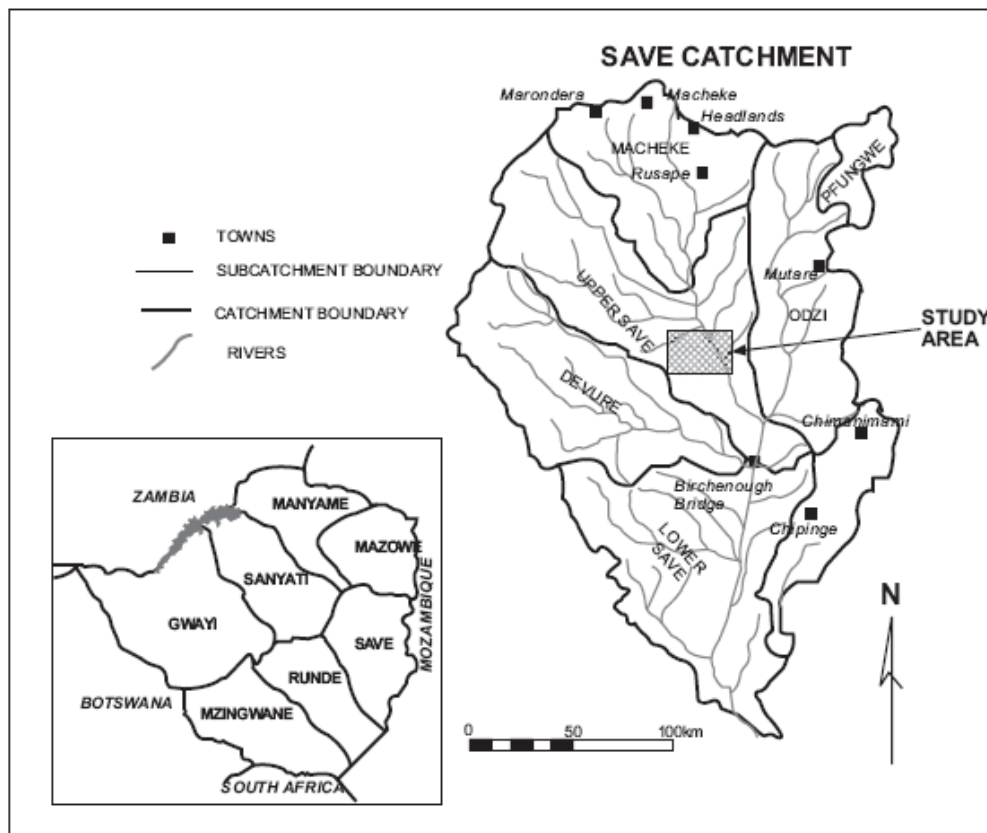 SAVE CATCHMENT
Marondera
Macheke
Headlands
MACHEKE
Rusape
PFUNGWE
TOWNS
SUBCATCHMENT BOUNDARY
CATCHMENT BOUNDARY
RIVERS
Mutare
UPPER SAVE
ODZI
STUDY
AREA
DEVURE
Chimanimami
Birchenough
Bridge
Chipinge
LOWER
SAVE
N
0 50 100km
ZAMBIA
MANYAME
MAZOWE
SANYATI
GWAYI
SAVE
MOZAMBIQUE
RUNDE
BOTSWANA
MZINGWANE
SOUTH AFRICA